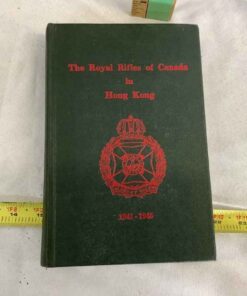 The Royal Rifles of Canada
in
Hong Kong
1941 - 1945